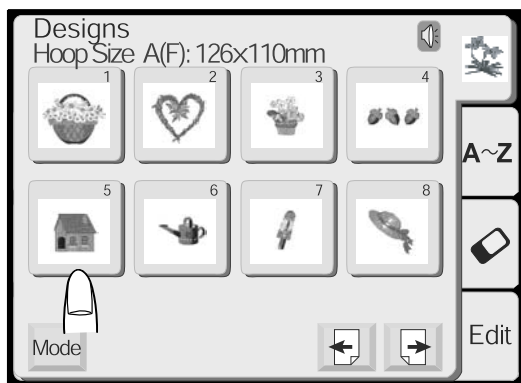 Designs
Hoop Size A(F): 126x110mm
1 2 3 4
A~Z
5 6 7 8
Edit
Mode